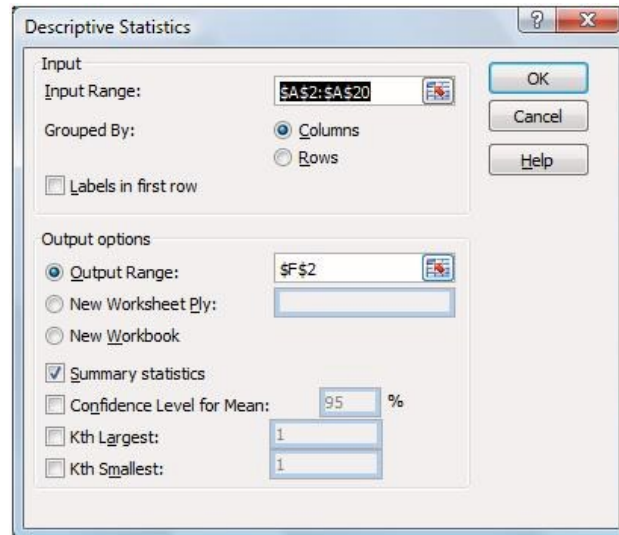 Descriptive Statistics
?
Input
Input Range: $A$2:$A$20
OK
Grouped By: Columns
Cancel
Rows
Help
Labels in first row
Output options
Output Range: $F$2
New Worksheet Ply:
New Workbook
Summary statistics
Confidence Level for Mean: 95 %
Kth Largest: 1
Kth Smallest: 1